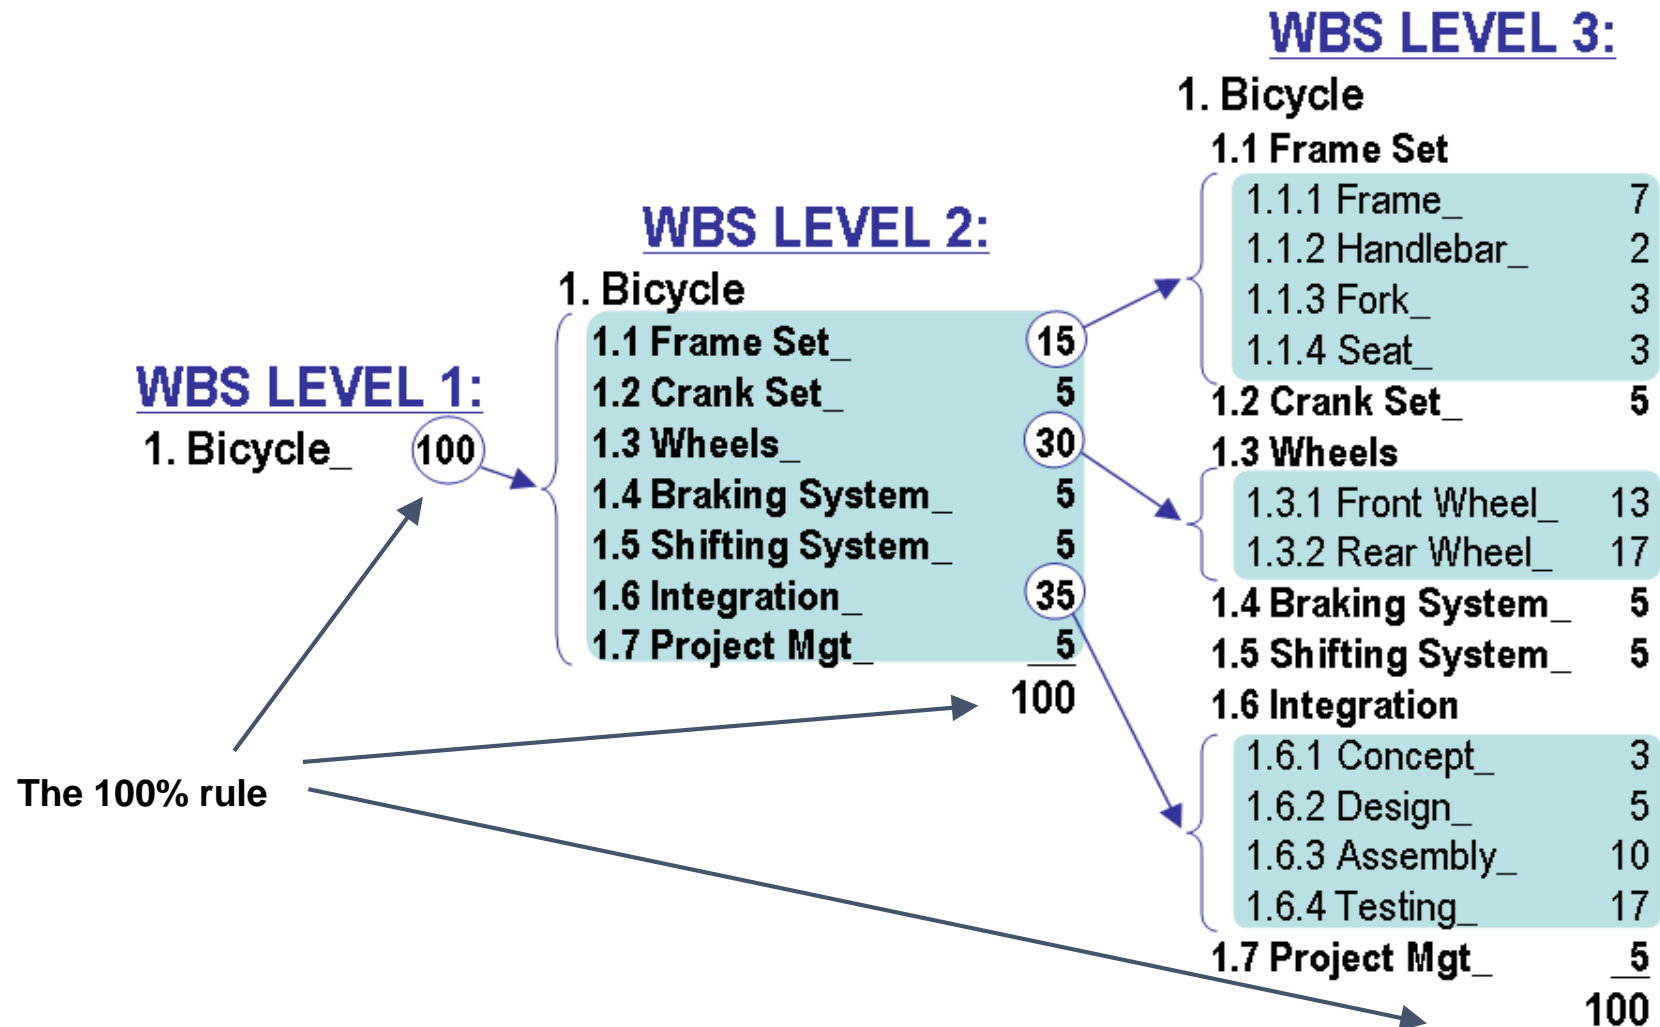 WBS LEVEL 1:
1. Bicycle_ 100
The 100% rule
WBS LEVEL 2:
1. Bicycle
1.1 Frame Set_ 15
1.2 Crank Set_ 5
1.3 Wheels_ 30
1.4 Braking System_ 5
1.5 Shifting System_ 5
1.6 Integration_ 35
1.7 Project Mgt_ 5
100
WBS LEVEL 3:
1. Bicycle
1.1 Frame Set
1.1.1 Frame_ 7
1.1.2 Handlebar_ 2
1.1.3 Fork_ 3
1.1.4 Seat_ 3
1.2 Crank Set_ 5
1.3 Wheels
1.3.1 Front Wheel_ 13
1.3.2 Rear Wheel_ 17
1.4 Braking System_ 5
1.5 Shifting System_ 5
1.6 Integration
1.6.1 Concept_ 3
1.6.2 Design_ 5
1.6.3 Assembly_ 10
1.6.4 Testing_ 17
1.7 Project Mgt_ 5
100